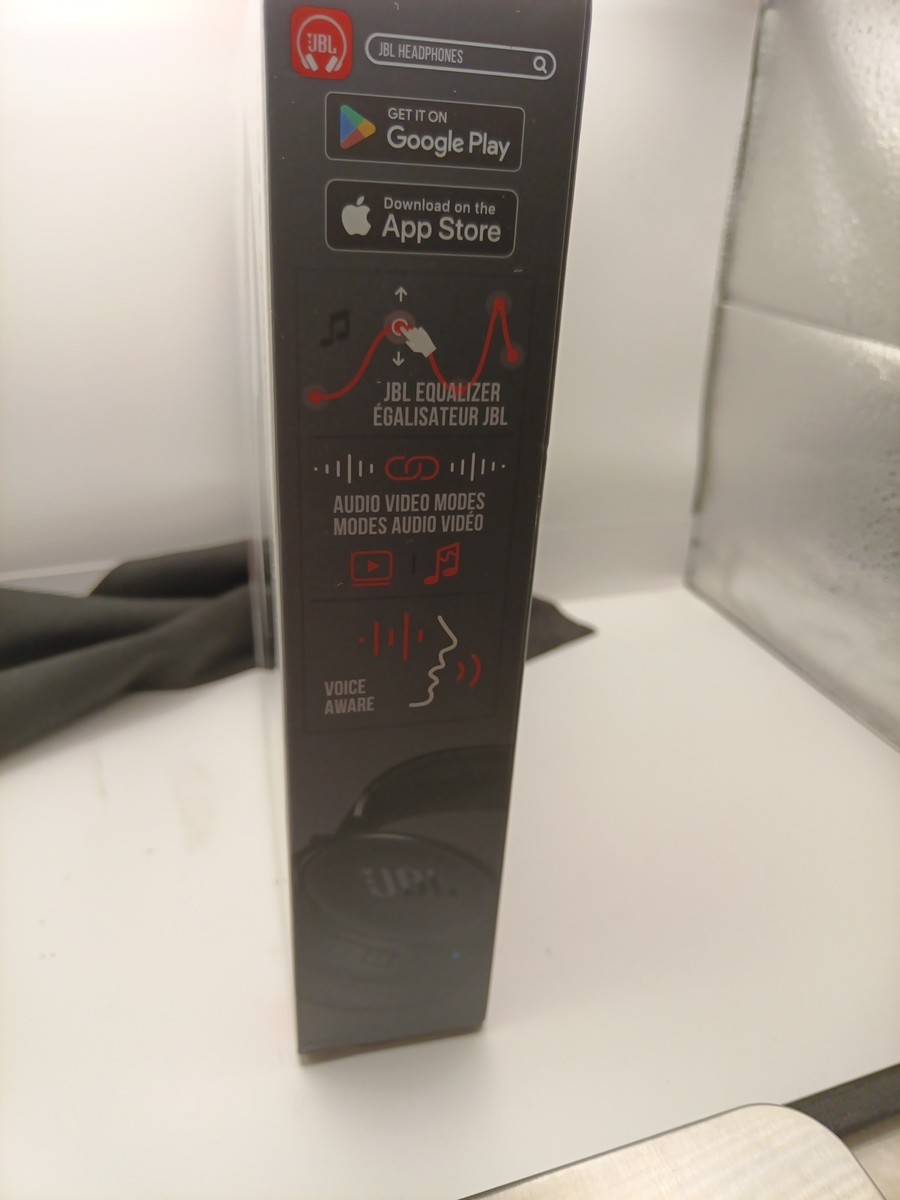 JBL
JBL HEADPHONES
GET IT ON
Google Play
Download on the
App Store
JBL EQUALIZER
ÉGALISATEUR JBL
AUDIO VIDEO MODES
MODES AUDIO VIDÉO
VOICE
AWARE
JBL